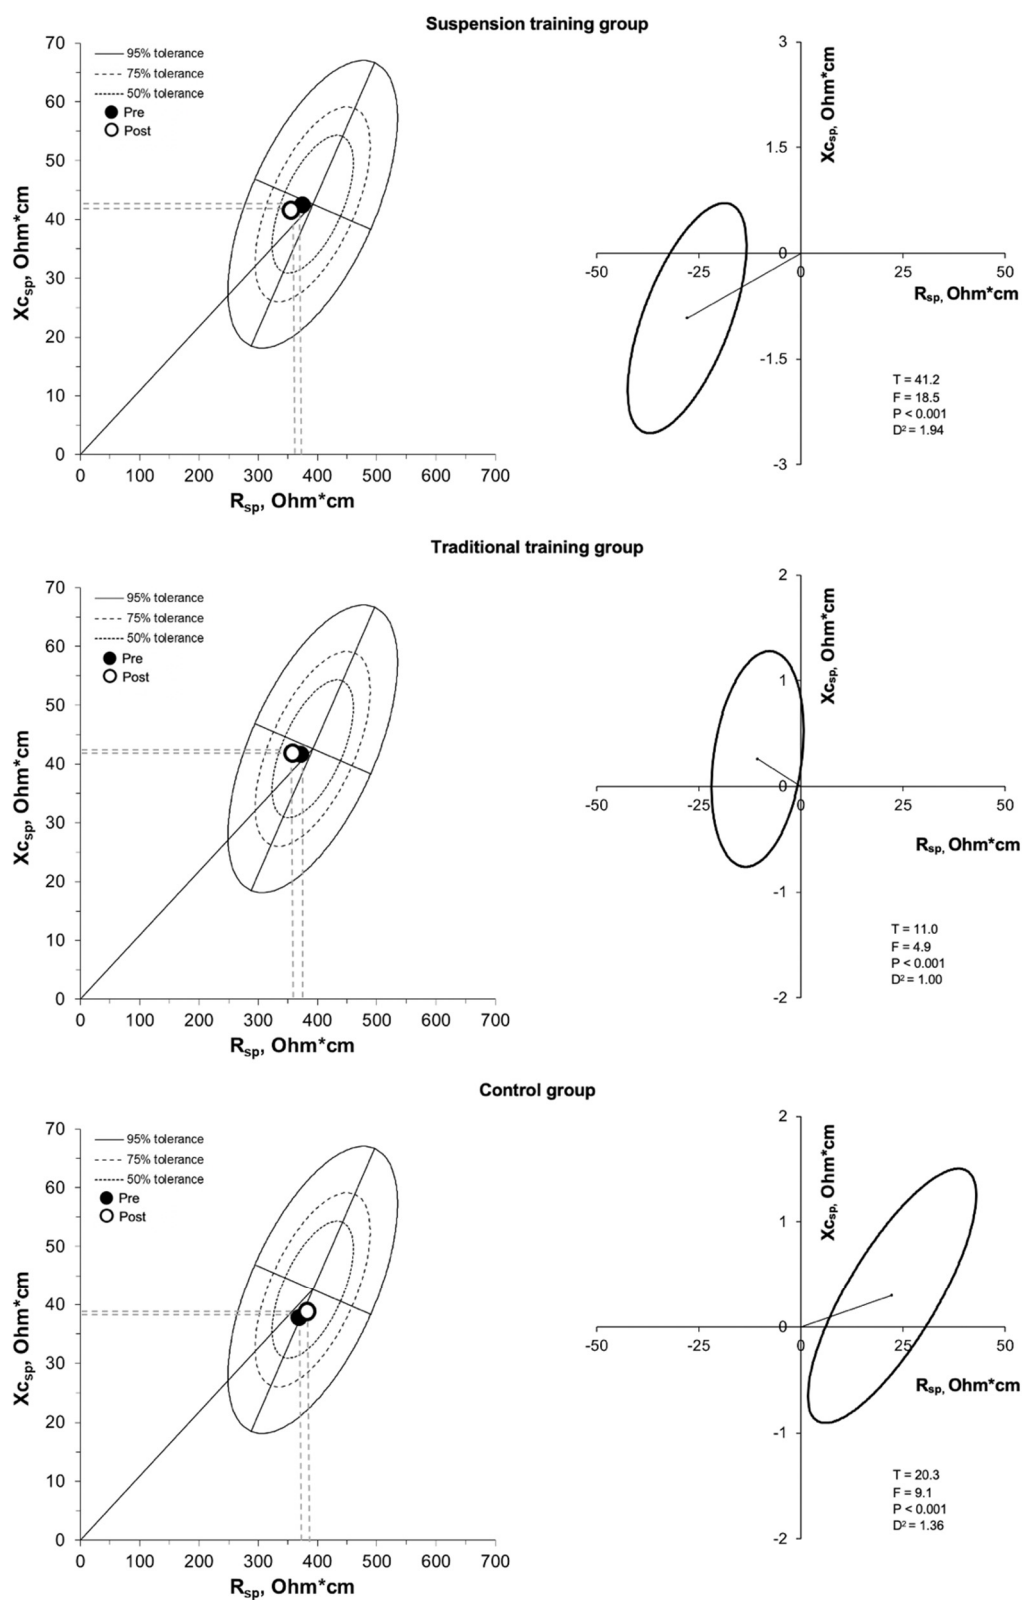 Suspension training group
70
60
50
40
30
20
10
0
Xcsp, Ohm*cm
95% tolerance
75% tolerance
50% tolerance
Pre
Post
0 100 200 300 400 500 600 700
Rsp, Ohm*cm
3
1.5
0
-1.5
-3
Xcsp, Ohm*cm
-50 -25 0 25 50
Rsp, Ohm*cm
T = 41.2
F = 18.5
P < 0.001
D² = 1.94
Traditional training group
70
60
50
40
30
20
10
0
Xcsp, Ohm*cm
95% tolerance
75% tolerance
50% tolerance
Pre
Post
0 100 200 300 400 500 600 700
Rsp, Ohm*cm
2
1
0
-1
-2
Xcsp, Ohm*cm
-50 -25 0 25 50
Rsp, Ohm*cm
T = 11.0
F = 4.9
P < 0.001
D² = 1.00
Control group
70
60
50
40
30
20
10
0
Xcsp, Ohm*cm
95% tolerance
75% tolerance
50% tolerance
Pre
Post
0 100 200 300 400 500 600 700
Rsp, Ohm*cm
2
1
0
-1
-2
Xcsp, Ohm*cm
-50 -25 0 25 50
Rsp, Ohm*cm
T = 20.3
F = 9.1
P < 0.001
D² = 1.36